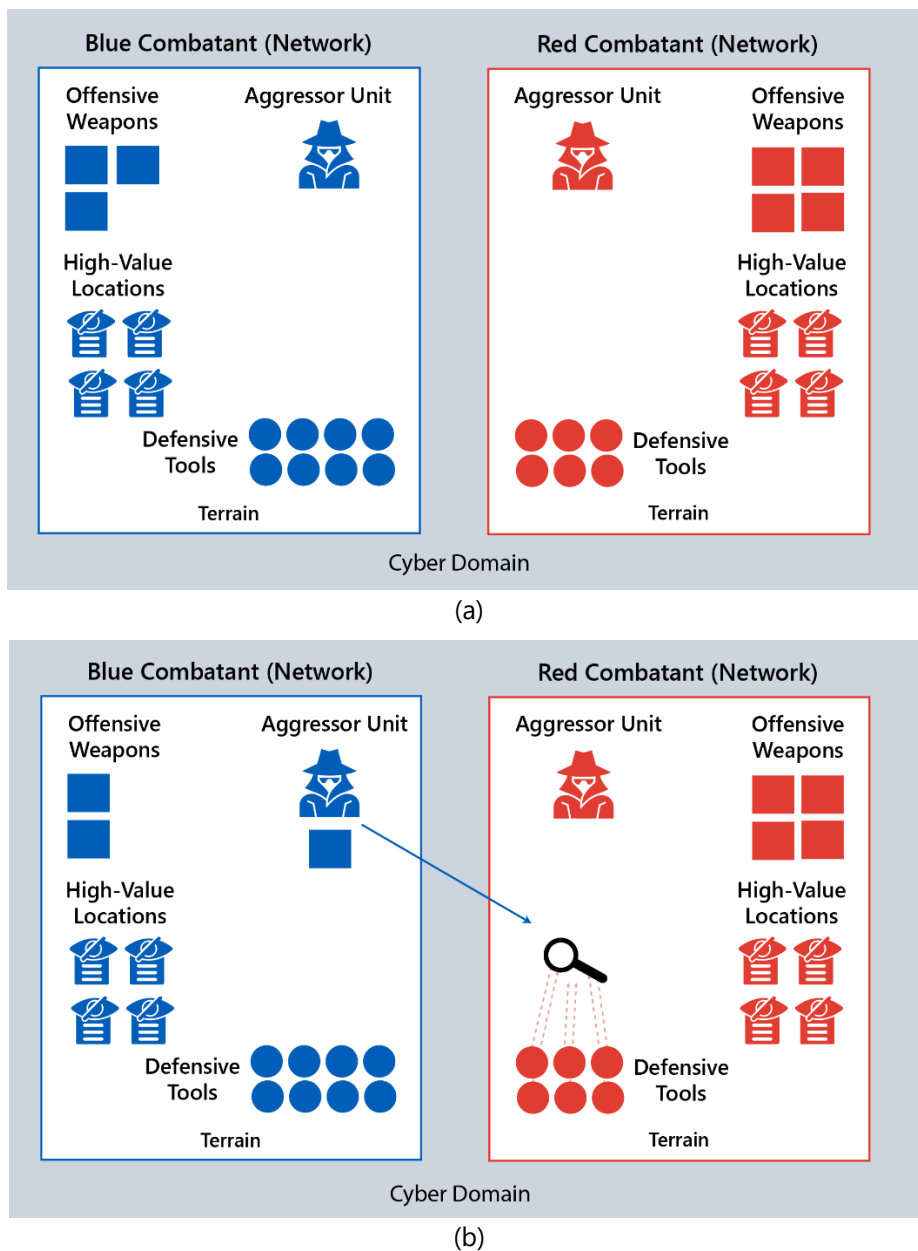 Blue Combatant (Network)
Red Combatant (Network)
Offensive
Weapons
Aggressor Unit
Aggressor Unit
Offensive
Weapons
High-Value
Locations
High-Value
Locations
Defensive
Tools
Defensive
Tools
Terrain
Terrain
Cyber Domain
(a)
Blue Combatant (Network)
Red Combatant (Network)
Offensive
Weapons
Aggressor Unit
Aggressor Unit
Offensive
Weapons
High-Value
Locations
High-Value
Locations
Defensive
Tools
Defensive
Tools
Terrain
Terrain
Cyber Domain
(b)